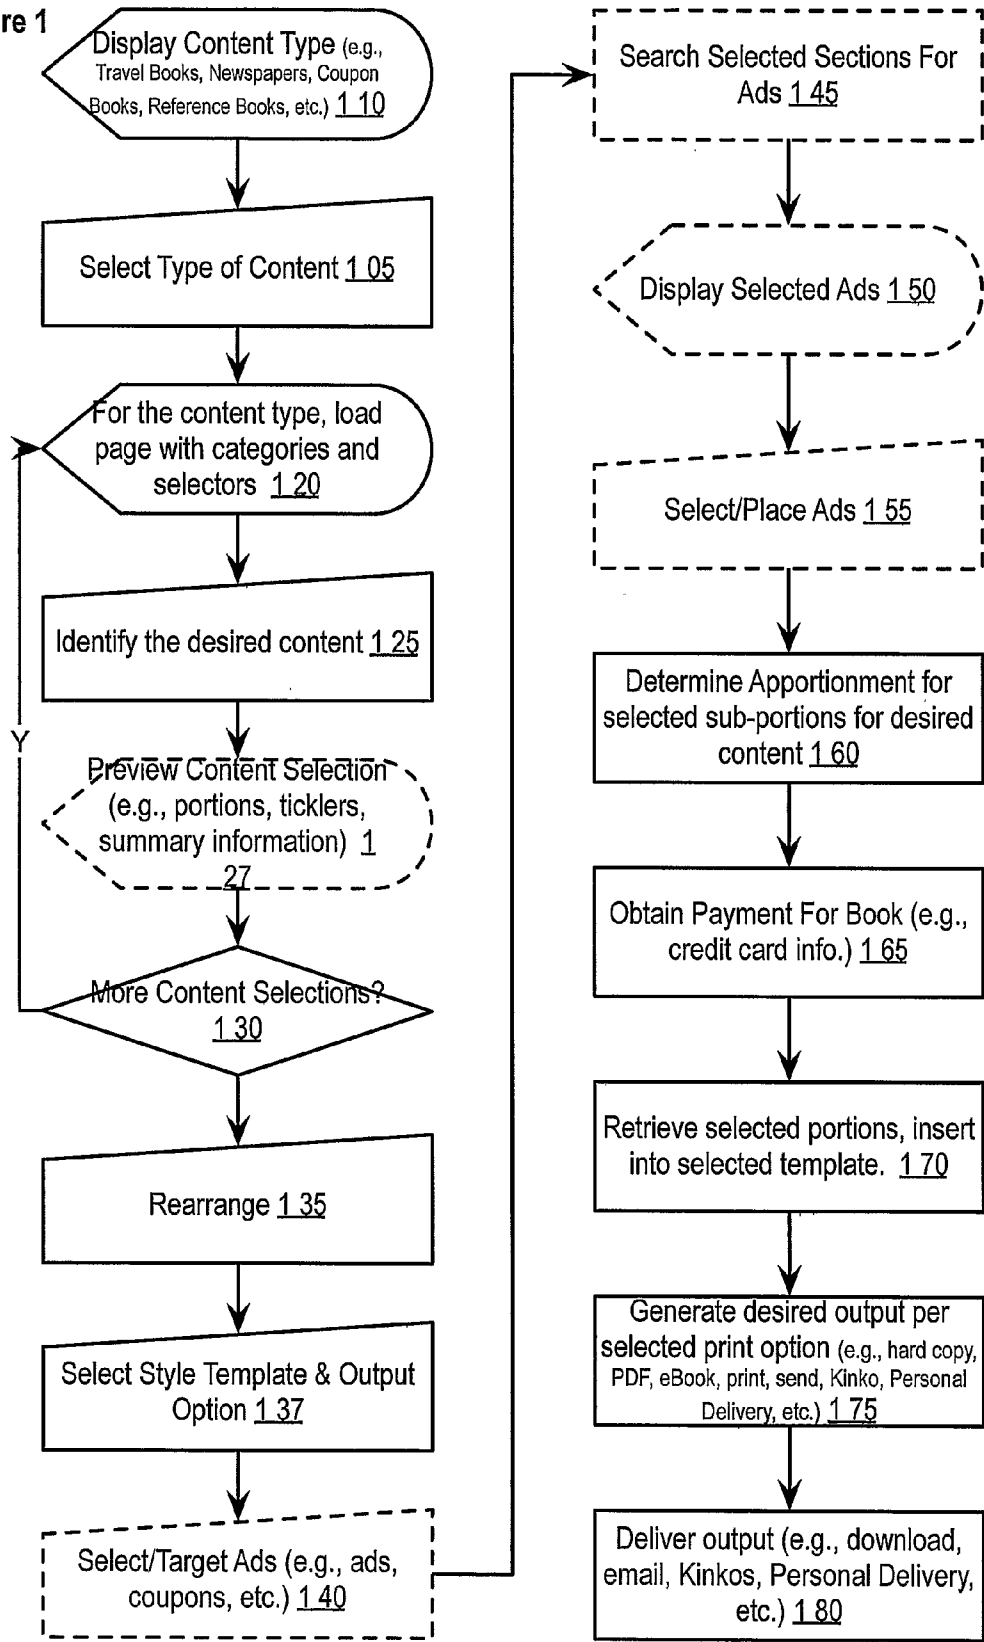 re 1
Display Content Type (e.g.,
Travel Books, Newspapers, Coupon
Books, Reference Books, etc.) 1 10
Select Type of Content 1 05
For the content type, load
page with categories and
selectors 1 20
Identify the desired content 1 25
Y
Preview Content Selection
(e.g., portions, ticklers,
summary information) 1
27
More Content Selections?
1 30
Rearrange 1 35
Select Style Template & Output
Option 1 37
Select/Target Ads (e.g., ads,
coupons, etc.) 1 40
Search Selected Sections For
Ads 1 45
Display Selected Ads 1 50
Select/Place Ads 1 55
Determine Apportionment for
selected sub-portions for desired
content 1 60
Obtain Payment For Book (e.g.,
credit card info.) 1 65
Retrieve selected portions, insert
into selected template. 1 70
Generate desired output per
selected print option (e.g., hard copy,
PDF, eBook, print, send, Kinko, Personal
Delivery, etc.) 1 75
Deliver output (e.g., download,
email, Kinkos, Personal Delivery,
etc.) 1 80